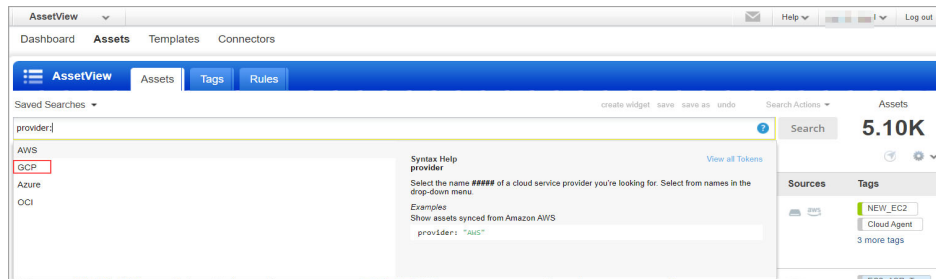 AssetView
Help
Log out
Dashboard Assets Templates Connectors
AssetView Assets Tags Rules
Saved Searches
create widget save save as undo Search Actions
Assets
provider:
Search
5.10K
AWS
GCP
Azure
OCI
Syntax Help
View all Tokens
provider
Select the name ##### of a cloud service provider you're looking for. Select from names in the
drop-down menu.
Examples
Show assets synced from Amazon AWS
provider: "AWS"
Sources Tags
aws
NEW_EC2
Cloud Agent
3 more tags